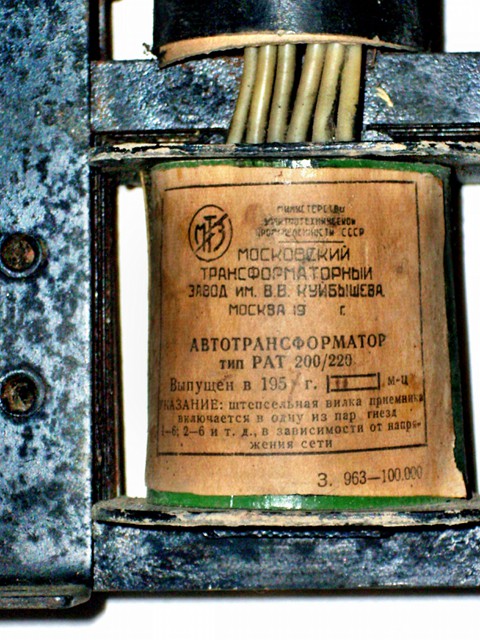 МТЗ
МИНИСТЕРСТВО
ЭЛЕКТРОТЕХНИЧЕСКОЙ
ПРОМЫШЛЕННОСТИ СССР
МОСКОВСКИЙ
ТРАНСФОРМАТОРНЫЙ
ЗАВОД ИМ. В.В. КУЙБЫШЕВА
МОСКВА 19 г.
АВТОТРАНСФОРМАТОР
тип РАТ 200/220
Выпущен в 195 г. II м-ц
УКАЗАНИЕ: штепсельная вилка приемника
включается в одну из пар гнезд
1—6; 2—6 и т. д., в зависимости от напря-
жения сети
З. 963—100.000